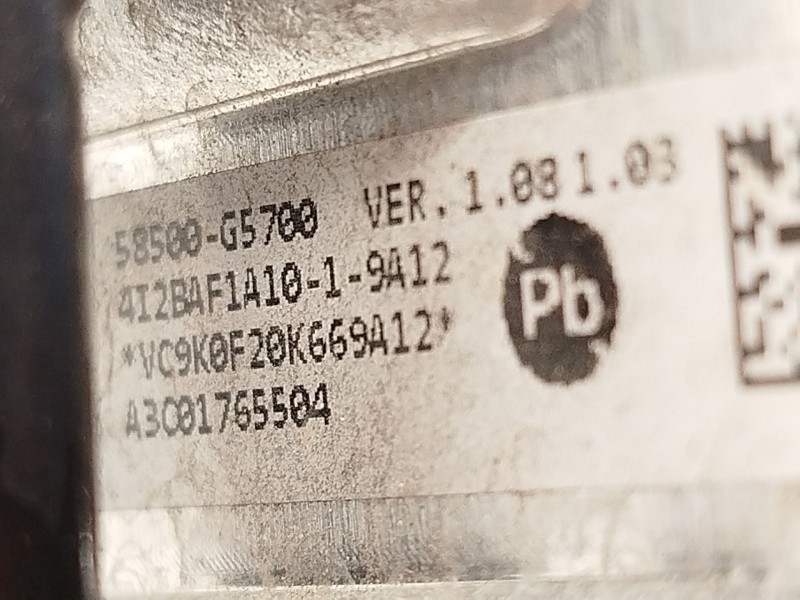 58500-G5700 VER. 1.08 1.03
4I2BAF1A10-1-9A12
*VC9K0F20K669A12*
A3C01765504
Pb